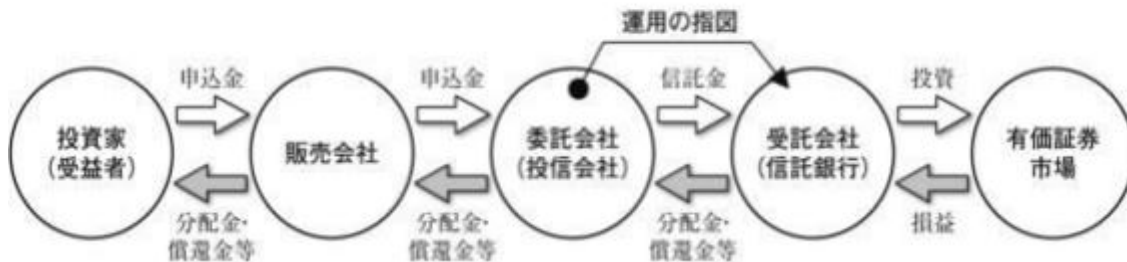 運用の指図
申込金
申込金
信託金
投資
投資家
(受益者)
販売会社
委託会社
(投信会社)
受託会社
(信託銀行)
有価証券
市場
分配金・
償還金等
分配金・
償還金等
分配金・
償還金等
損益